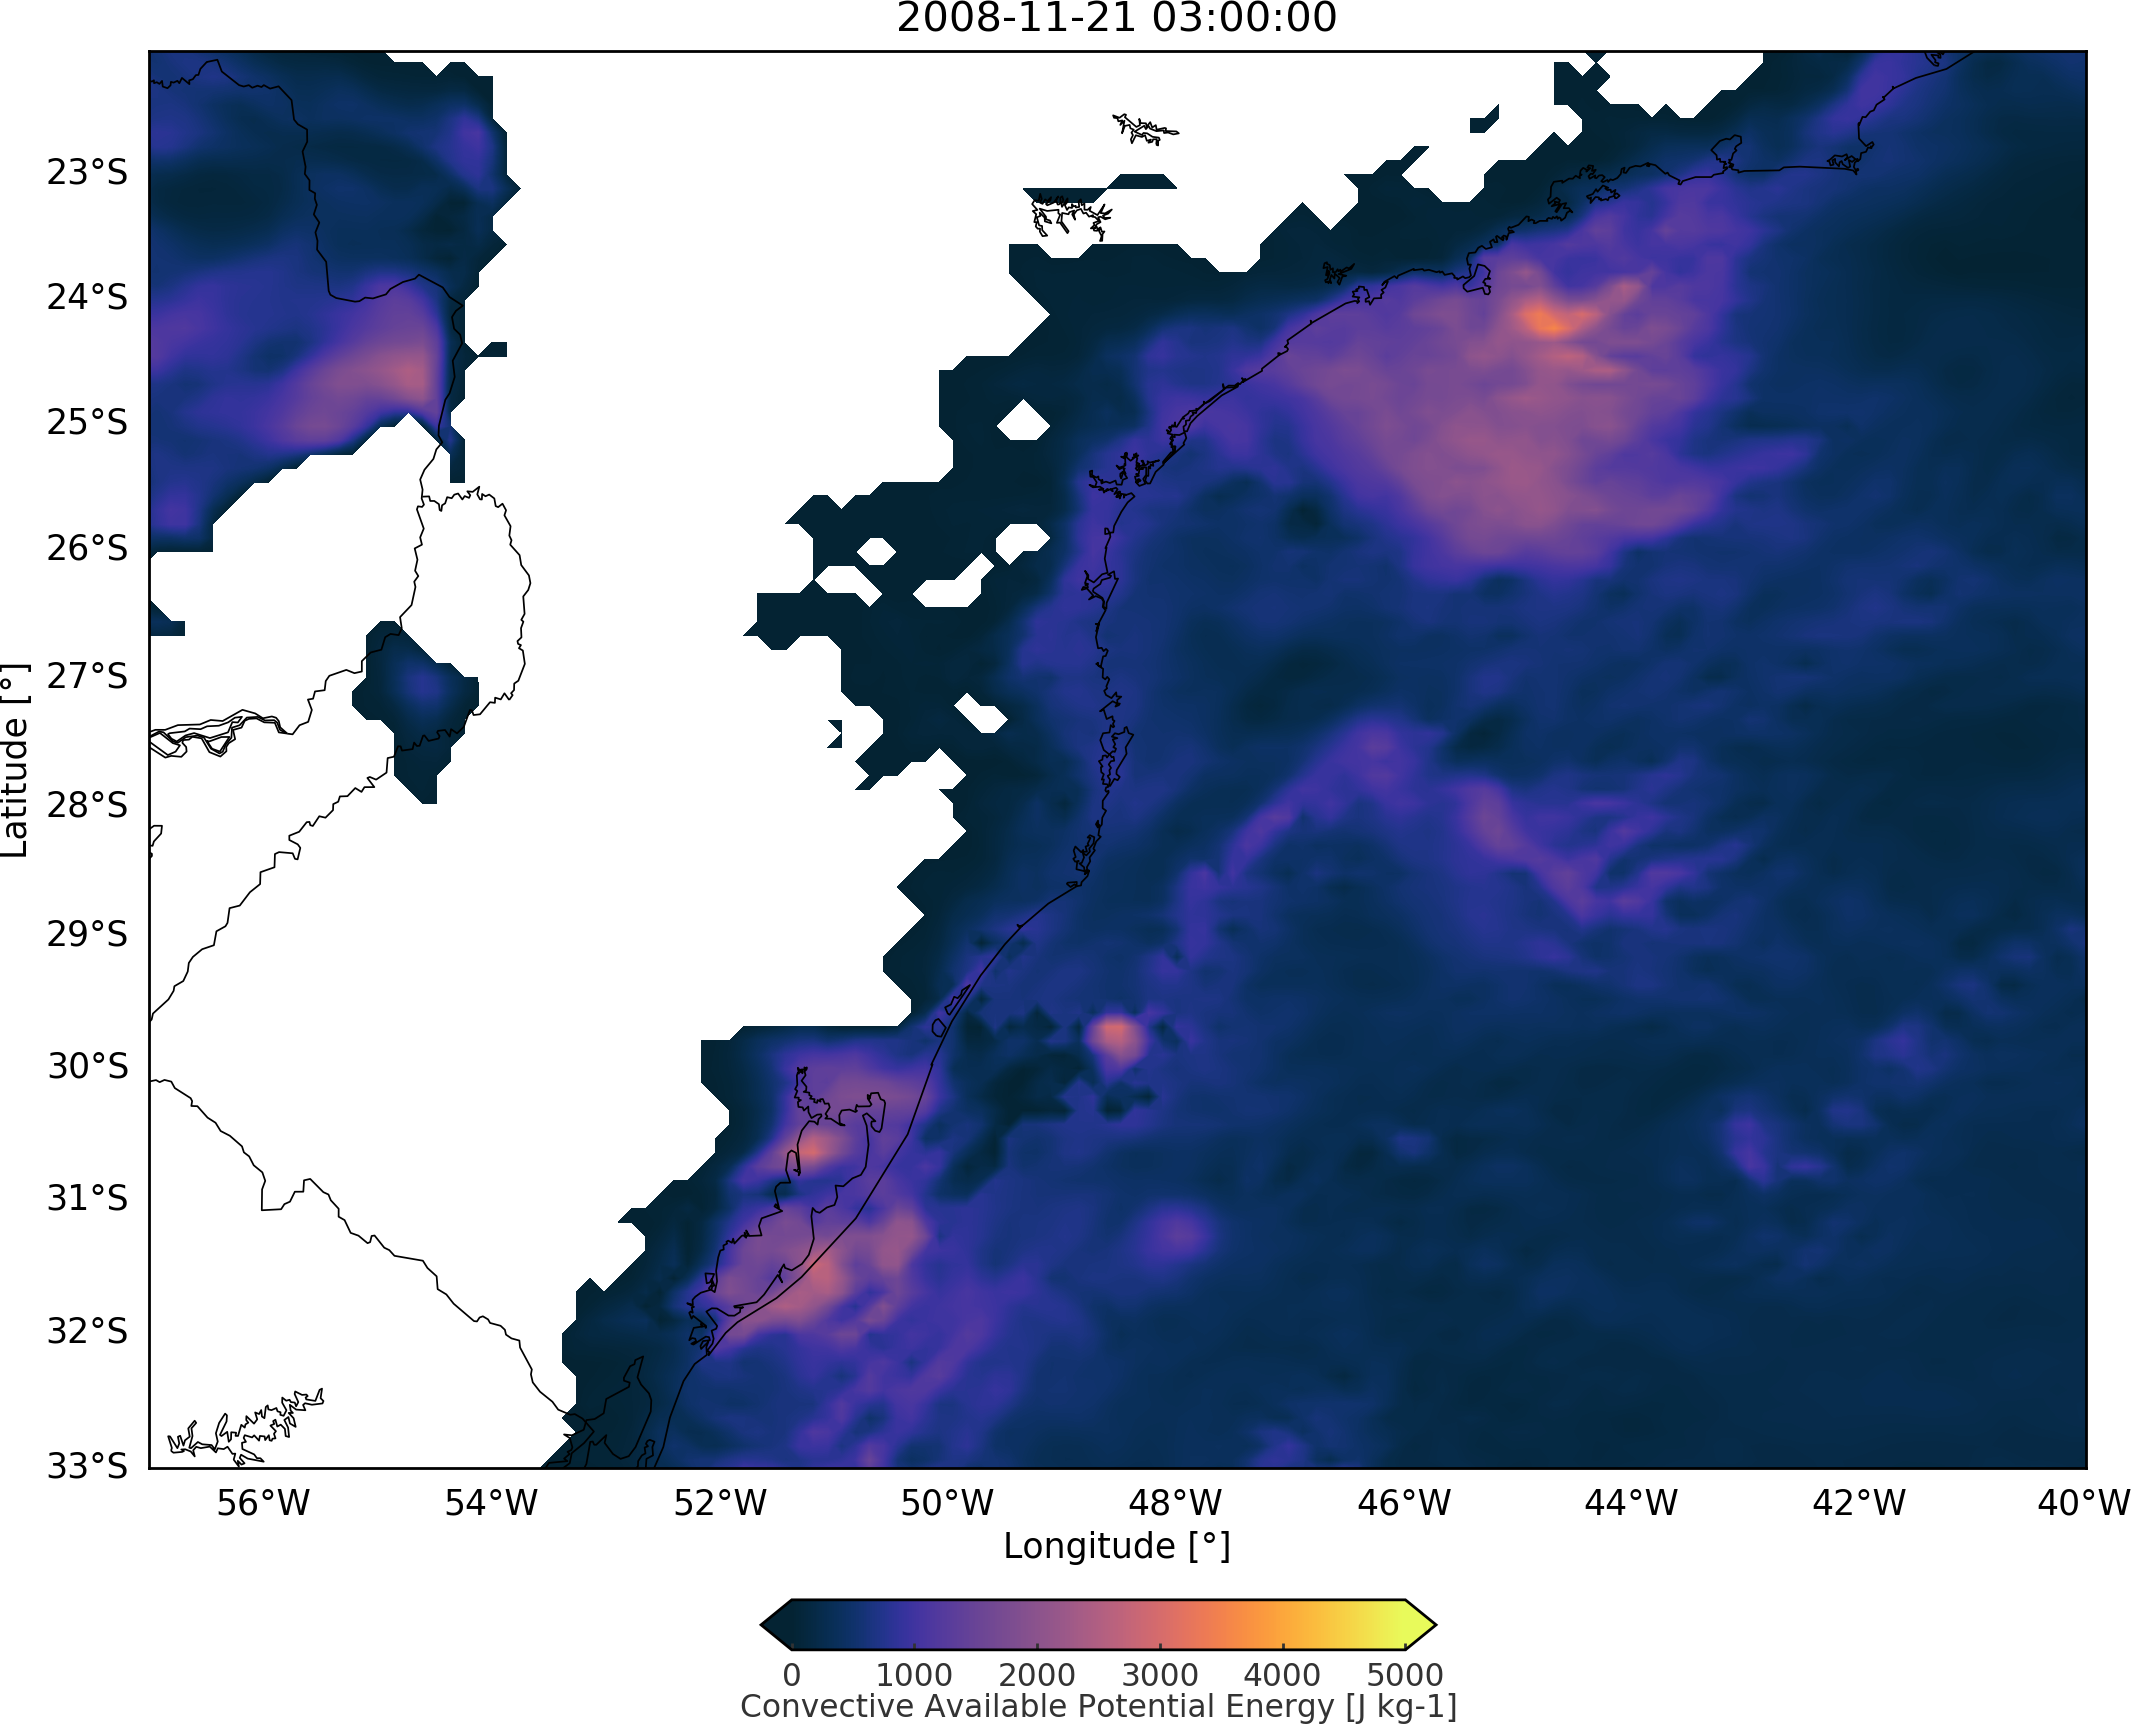 2008-11-21 03:00:00
23°S
24°S
25°S
26°S
27°S
28°S
29°S
30°S
31°S
32°S
33°S
Latitude [°]
56°W 54°W 52°W 50°W 48°W 46°W 44°W 42°W 40°W
Longitude [°]
0 1000 2000 3000 4000 5000
Convective Available Potential Energy [J kg-1]